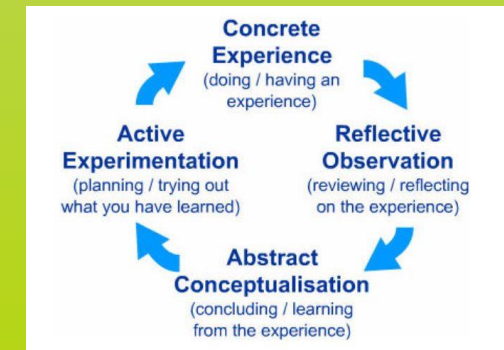 Concrete
Experience
(doing / having an
experience)
Reflective
Observation
(reviewing / reflecting
on the experience)
Abstract
Conceptualisation
(concluding / learning
from the experience)
Active
Experimentation
(planning / trying out
what you have learned)